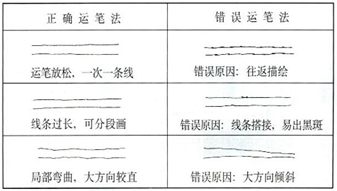 正确运笔法 错误运笔法
运笔放松，一次一条线 错误原因：往返描绘
线条过长，可分段画 错误原因：线条搭接，易出黑斑
局部弯曲，大方向较直 错误原因：大方向倾斜